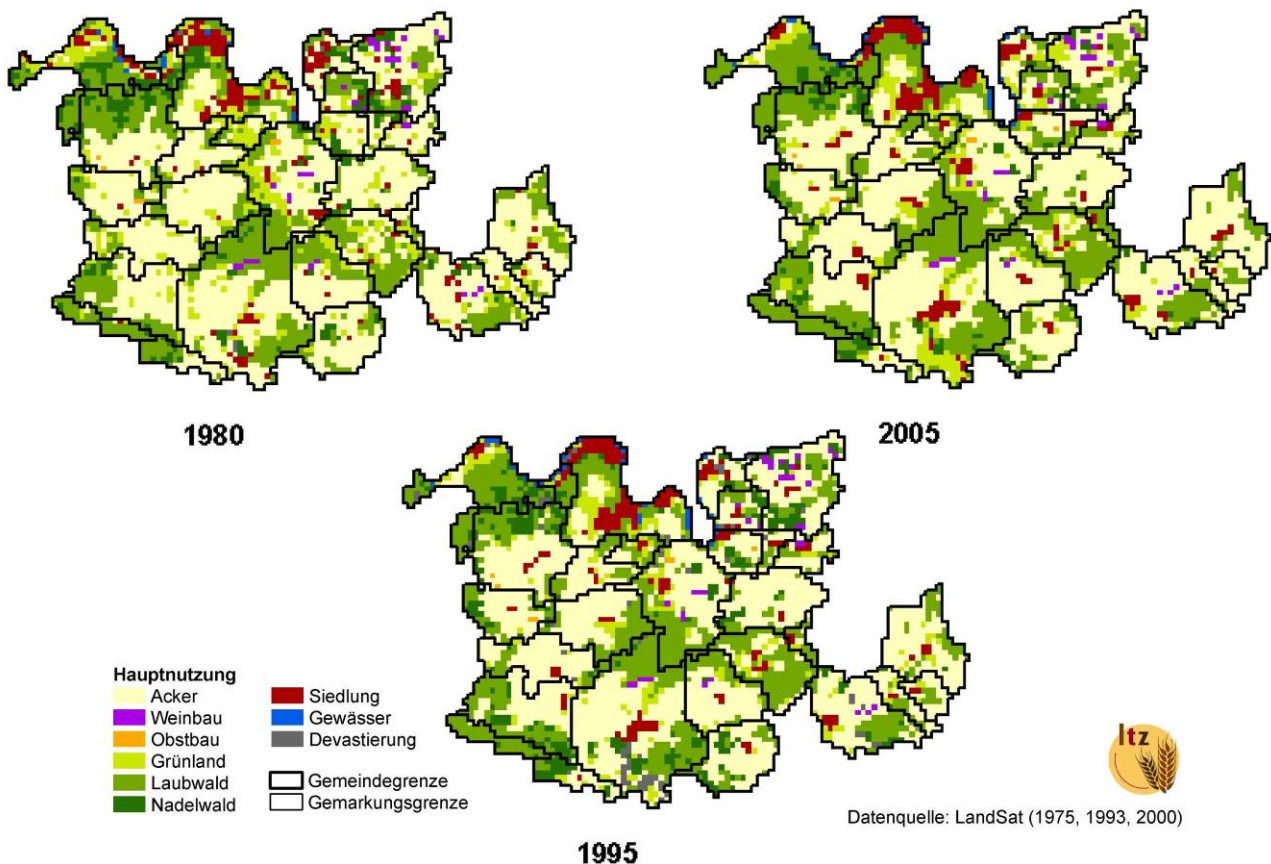 1980
2005
Hauptnutzung
Acker
Weinbau
Obstbau
Grünland
Laubwald
Nadelwald
Siedlung
Gewässer
Devastierung
Gemeindegrenze
Gemarkungsgrenze
ltz
Datenquelle: LandSat (1975, 1993, 2000)
1995